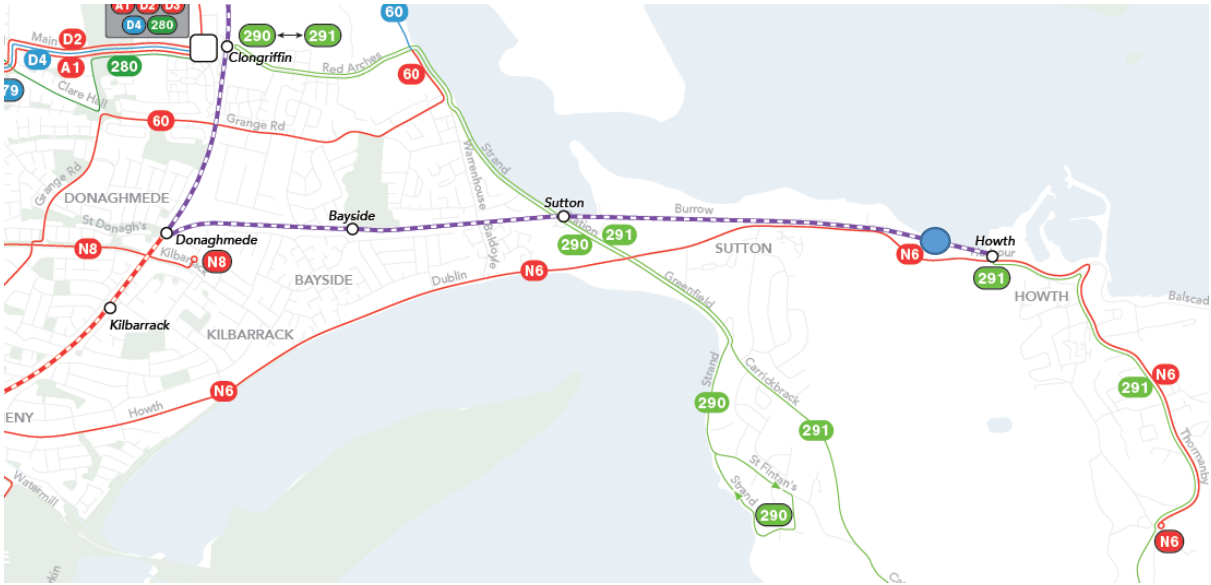 A1 D2 D3
D4 280
60
290 291
Main D2
D4
A1
280
Clongriffin
Red Arches
60
79
Clare Hall
60
Grange Rd
Grange Rd
Warrenhouse
Strand
DONAGHMEDE
St Donagh's
Donaghmede
Bayside
Sutton
Burrow
Station
290
291
Baldoyle
N8
Kilbarrack
N8
BAYSIDE
Dublin
N6
SUTTON
N6
Howth
Harbour
291
HOWTH
Balscad
Greenfield
Kilbarrack
KILBARRACK
N6
Howth
ENY
Strand
290
Carrickbrack
291
291
N6
Thormanby
St Fintan's
Strand
290
N6
Watermill